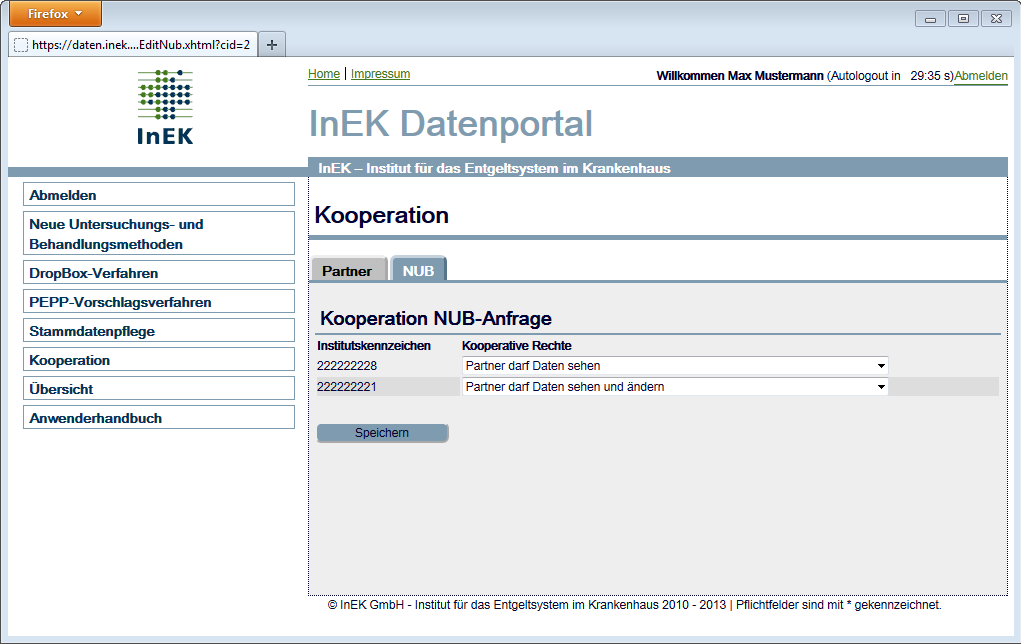 Firefox
https://daten.inek....EditNub.xhtml?cid=2
InEK
Home | Impressum
Willkommen Max Mustermann (Autologout in 29:35 s) Abmelden
InEK Datenportal
InEK – Institut für das Entgeltsystem im Krankenhaus
Abmelden
Neue Untersuchungs- und
Behandlungsmethoden
DropBox-Verfahren
PEPP-Vorschlagsverfahren
Stammdatenpflege
Kooperation
Übersicht
Anwenderhandbuch
Kooperation
Partner NUB
Kooperation NUB-Anfrage
Institutskennzeichen Kooperative Rechte
222222228 Partner darf Daten sehen
222222221 Partner darf Daten sehen und ändern
Speichern
© InEK GmbH - Institut für das Entgeltsystem im Krankenhaus 2010 - 2013 | Pflichtfelder sind mit * gekennzeichnet.